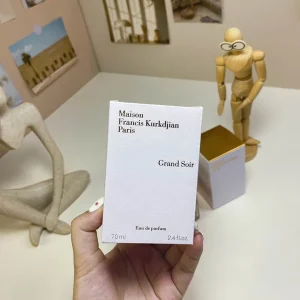 Maison
Francis Kurkdjian
Paris
Grand Soir
Eau de parfum
70 ml 2.4 fl.oz.